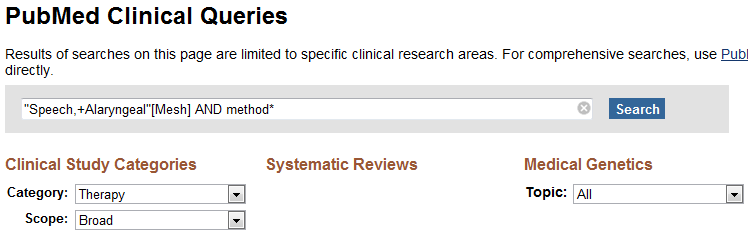 PubMed Clinical Queries
Results of searches on this page are limited to specific clinical research areas. For comprehensive searches, use
directly.
"Speech,+Alaryngeal"[Mesh] AND method*
Search
Clinical Study Categories
Systematic Reviews
Medical Genetics
Category: Therapy
Topic: All
Scope: Broad